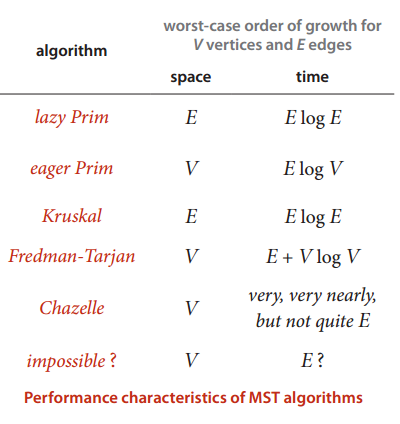 worst-case order of growth for
V vertices and E edges
algorithm
space time
lazy Prim E E log E
eager Prim V E log V
Kruskal E E log E
Fredman-Tarjan V E + V log V
Chazelle V very, very nearly,
but not quite E
impossible ? V E ?
Performance characteristics of MST algorithms